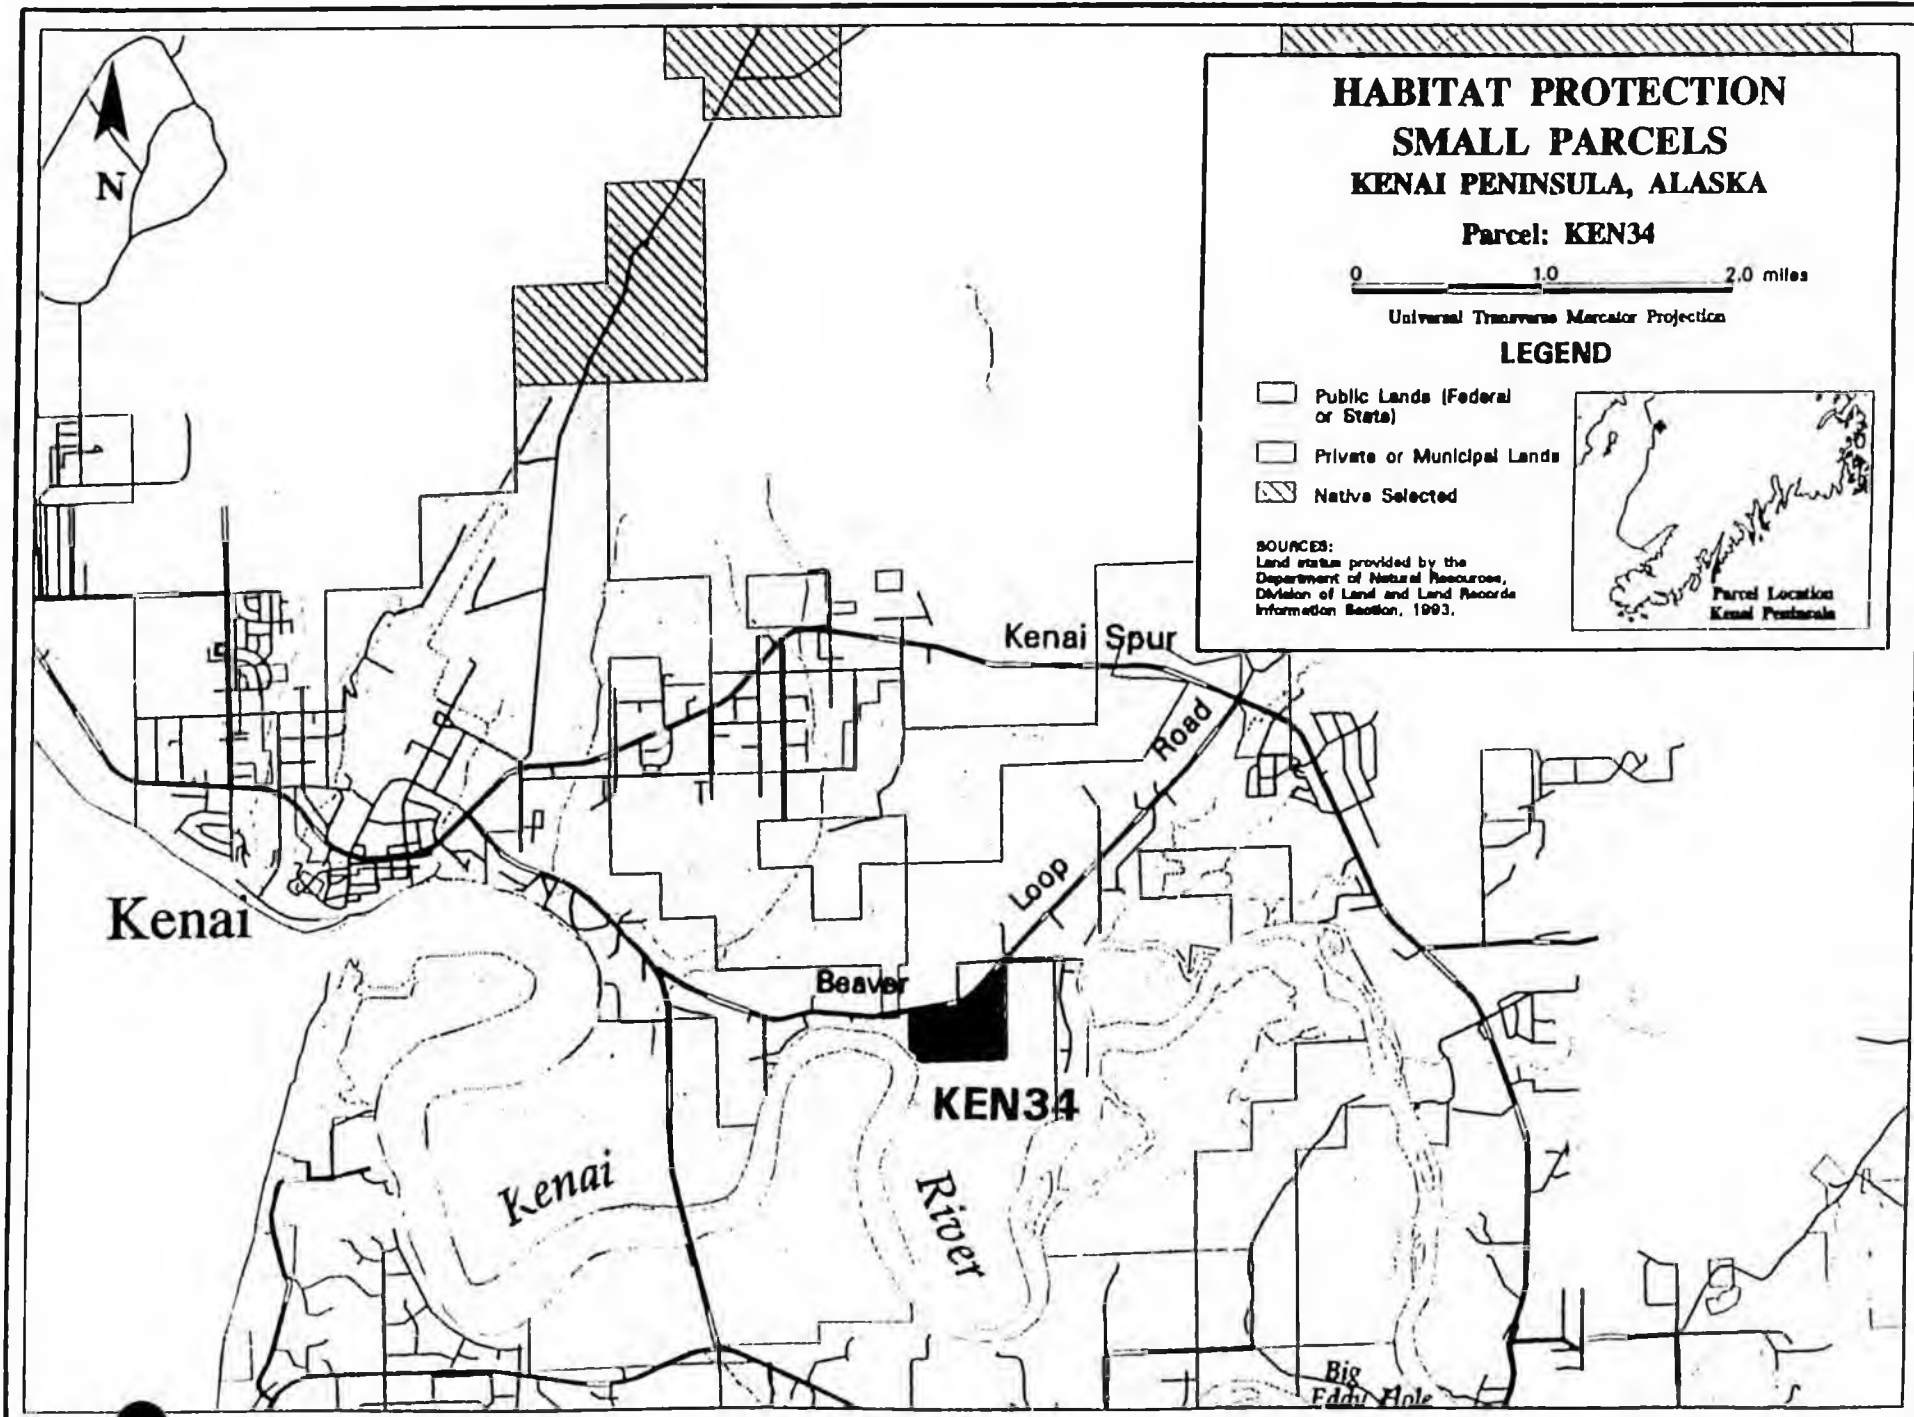 HABITAT PROTECTION
SMALL PARCELS
KENAI PENINSULA, ALASKA
Parcel: KEN34
0 1.0 2.0 miles
Universal Transverse Mercator Projection
LEGEND
Public Lands (Federal
or State)
Private or Municipal Lands
Native Selected
SOURCES:
Land status provided by the
Department of Natural Resources,
Division of Land and Land Records
Information Section, 1993.
Parcel Location
Kenai Peninsula
N
Kenai Spur
Road
Loop
Beaver
Kenai
KEN34
Kenai
River
Big
Eddy Hole